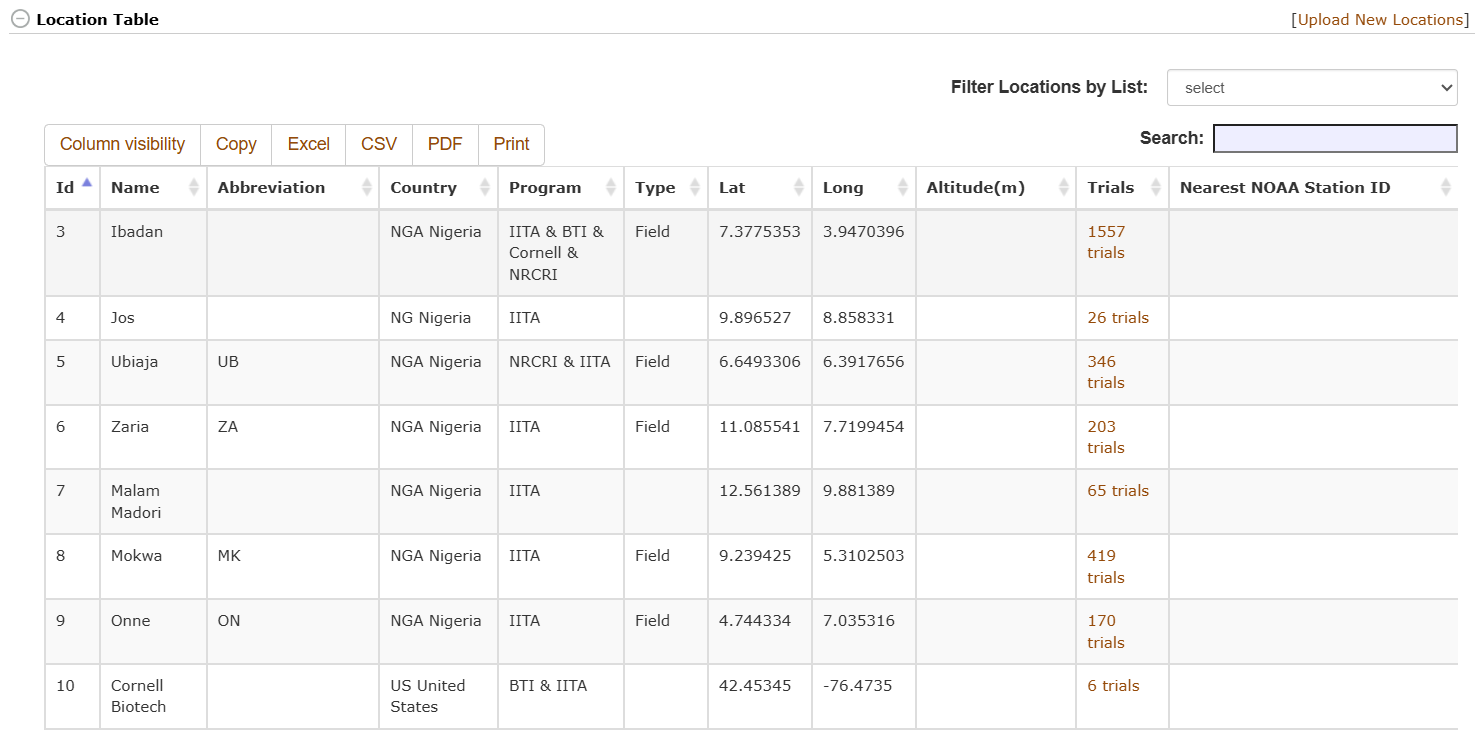 Location Table [Upload New Locations]
Filter Locations by List: select
Column visibility Copy Excel CSV PDF Print Search:
Id Name Abbreviation Country Program Type Lat Long Altitude(m) Trials Nearest NOAA Station ID
3 Ibadan NGA Nigeria IITA & BTI & Field 7.3775353 3.9470396 1557
Cornell & trials
NRCRI
4 Jos NG Nigeria IITA 9.896527 8.858331 26 trials
5 Ubiaja UB NGA Nigeria NRCRI & IITA Field 6.6493306 6.3917656 346
trials
6 Zaria ZA NGA Nigeria IITA Field 11.085541 7.7199454 203
trials
7 Malam NGA Nigeria IITA 12.561389 9.881389 65 trials
Madori
8 Mokwa MK NGA Nigeria IITA Field 9.239425 5.3102503 419
trials
9 Onne ON NGA Nigeria IITA Field 4.744334 7.035316 170
trials
10 Cornell US United BTI & IITA 42.45345 -76.4735 6 trials
Biotech States